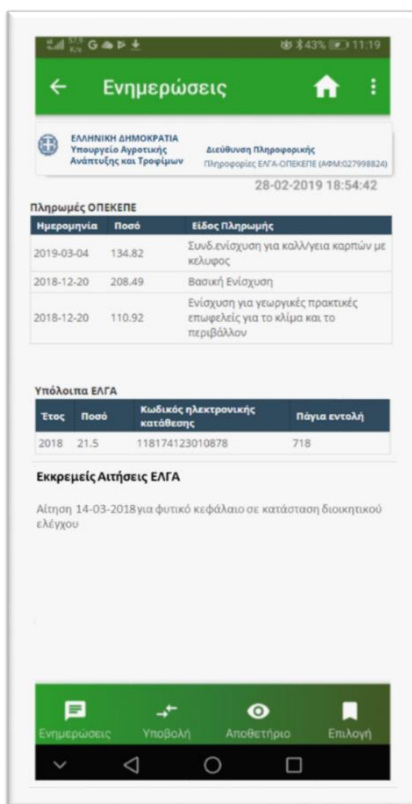 43% 11:19
Ενημερώσεις
ΕΛΛΗΝΙΚΗ ΔΗΜΟΚΡΑΤΙΑ
Υπουργείο Αγροτικής
Ανάπτυξης και Τροφίμων
Διεύθυνση Πληροφορικής
Πληροφορίες ΕΛΓΑ-ΟΠΕΚΕΠΕ (ΑΦΜ:027998824)
28-02-2019 18:54:42
Πληρωμές ΟΠΕΚΕΠΕ
Ημερομηνία Ποσό Είδος Πληρωμής
2019-03-04 134.82 Συνδ.ενίσχυση για καλλ/γεια καρπών με
κελυφος
2018-12-20 208.49 Βασική Ενίσχυση
2018-12-20 110.92 Ενίσχυση για γεωργικές πρακτικές
επωφελείς για το κλίμα και το
περιβάλλον
Υπόλοιπα ΕΛΓΑ
Έτος Ποσό Κωδικός ηλεκτρονικής
κατάθεσης Πάγια εντολή
2018 21.5 118174123010878 718
Εκκρεμείς Αιτήσεις ΕΛΓΑ
Αίτηση 14-03-2018 για φυτικό κεφάλαιο σε κατάσταση διοικητικού
ελέγχου
Ενημερώσεις Υποβολή Αποθετήριο Επιλογή